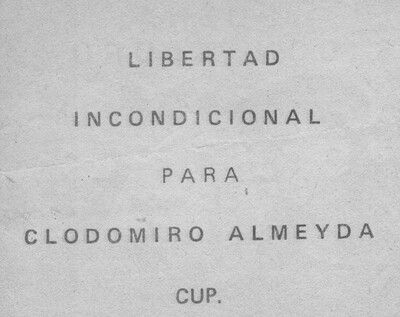 LIBERTAD
INCONDICIONAL
PARA
CLODOMIRO ALMEYDA
CUP.